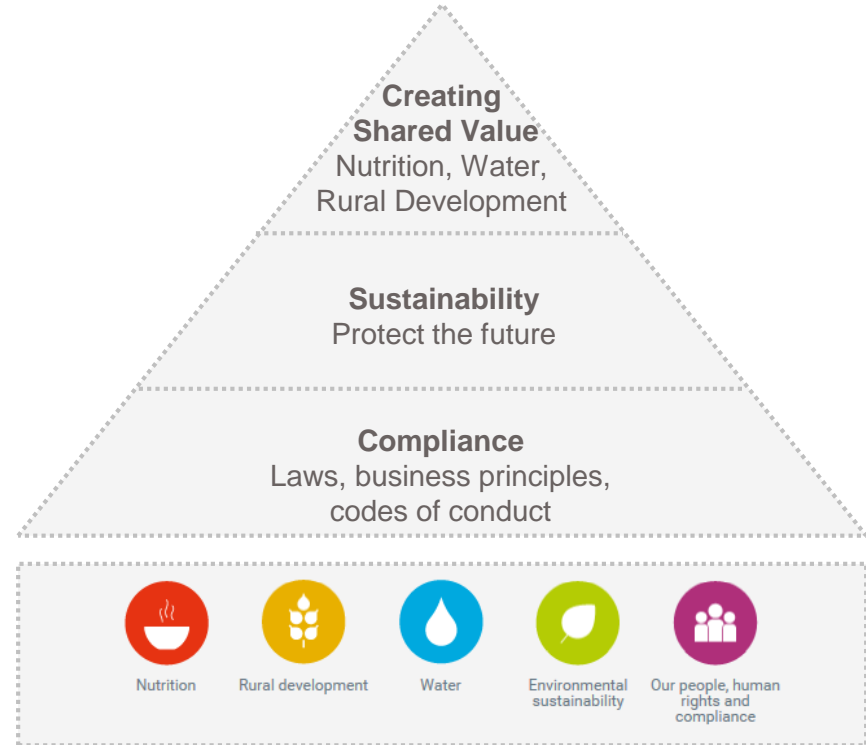 Creating
Shared Value
Nutrition, Water,
Rural Development
Sustainability
Protect the future
Compliance
Laws, business principles,
codes of conduct
Nutrition
Rural development
Water
Environmental
sustainability
Our people, human
rights and
compliance